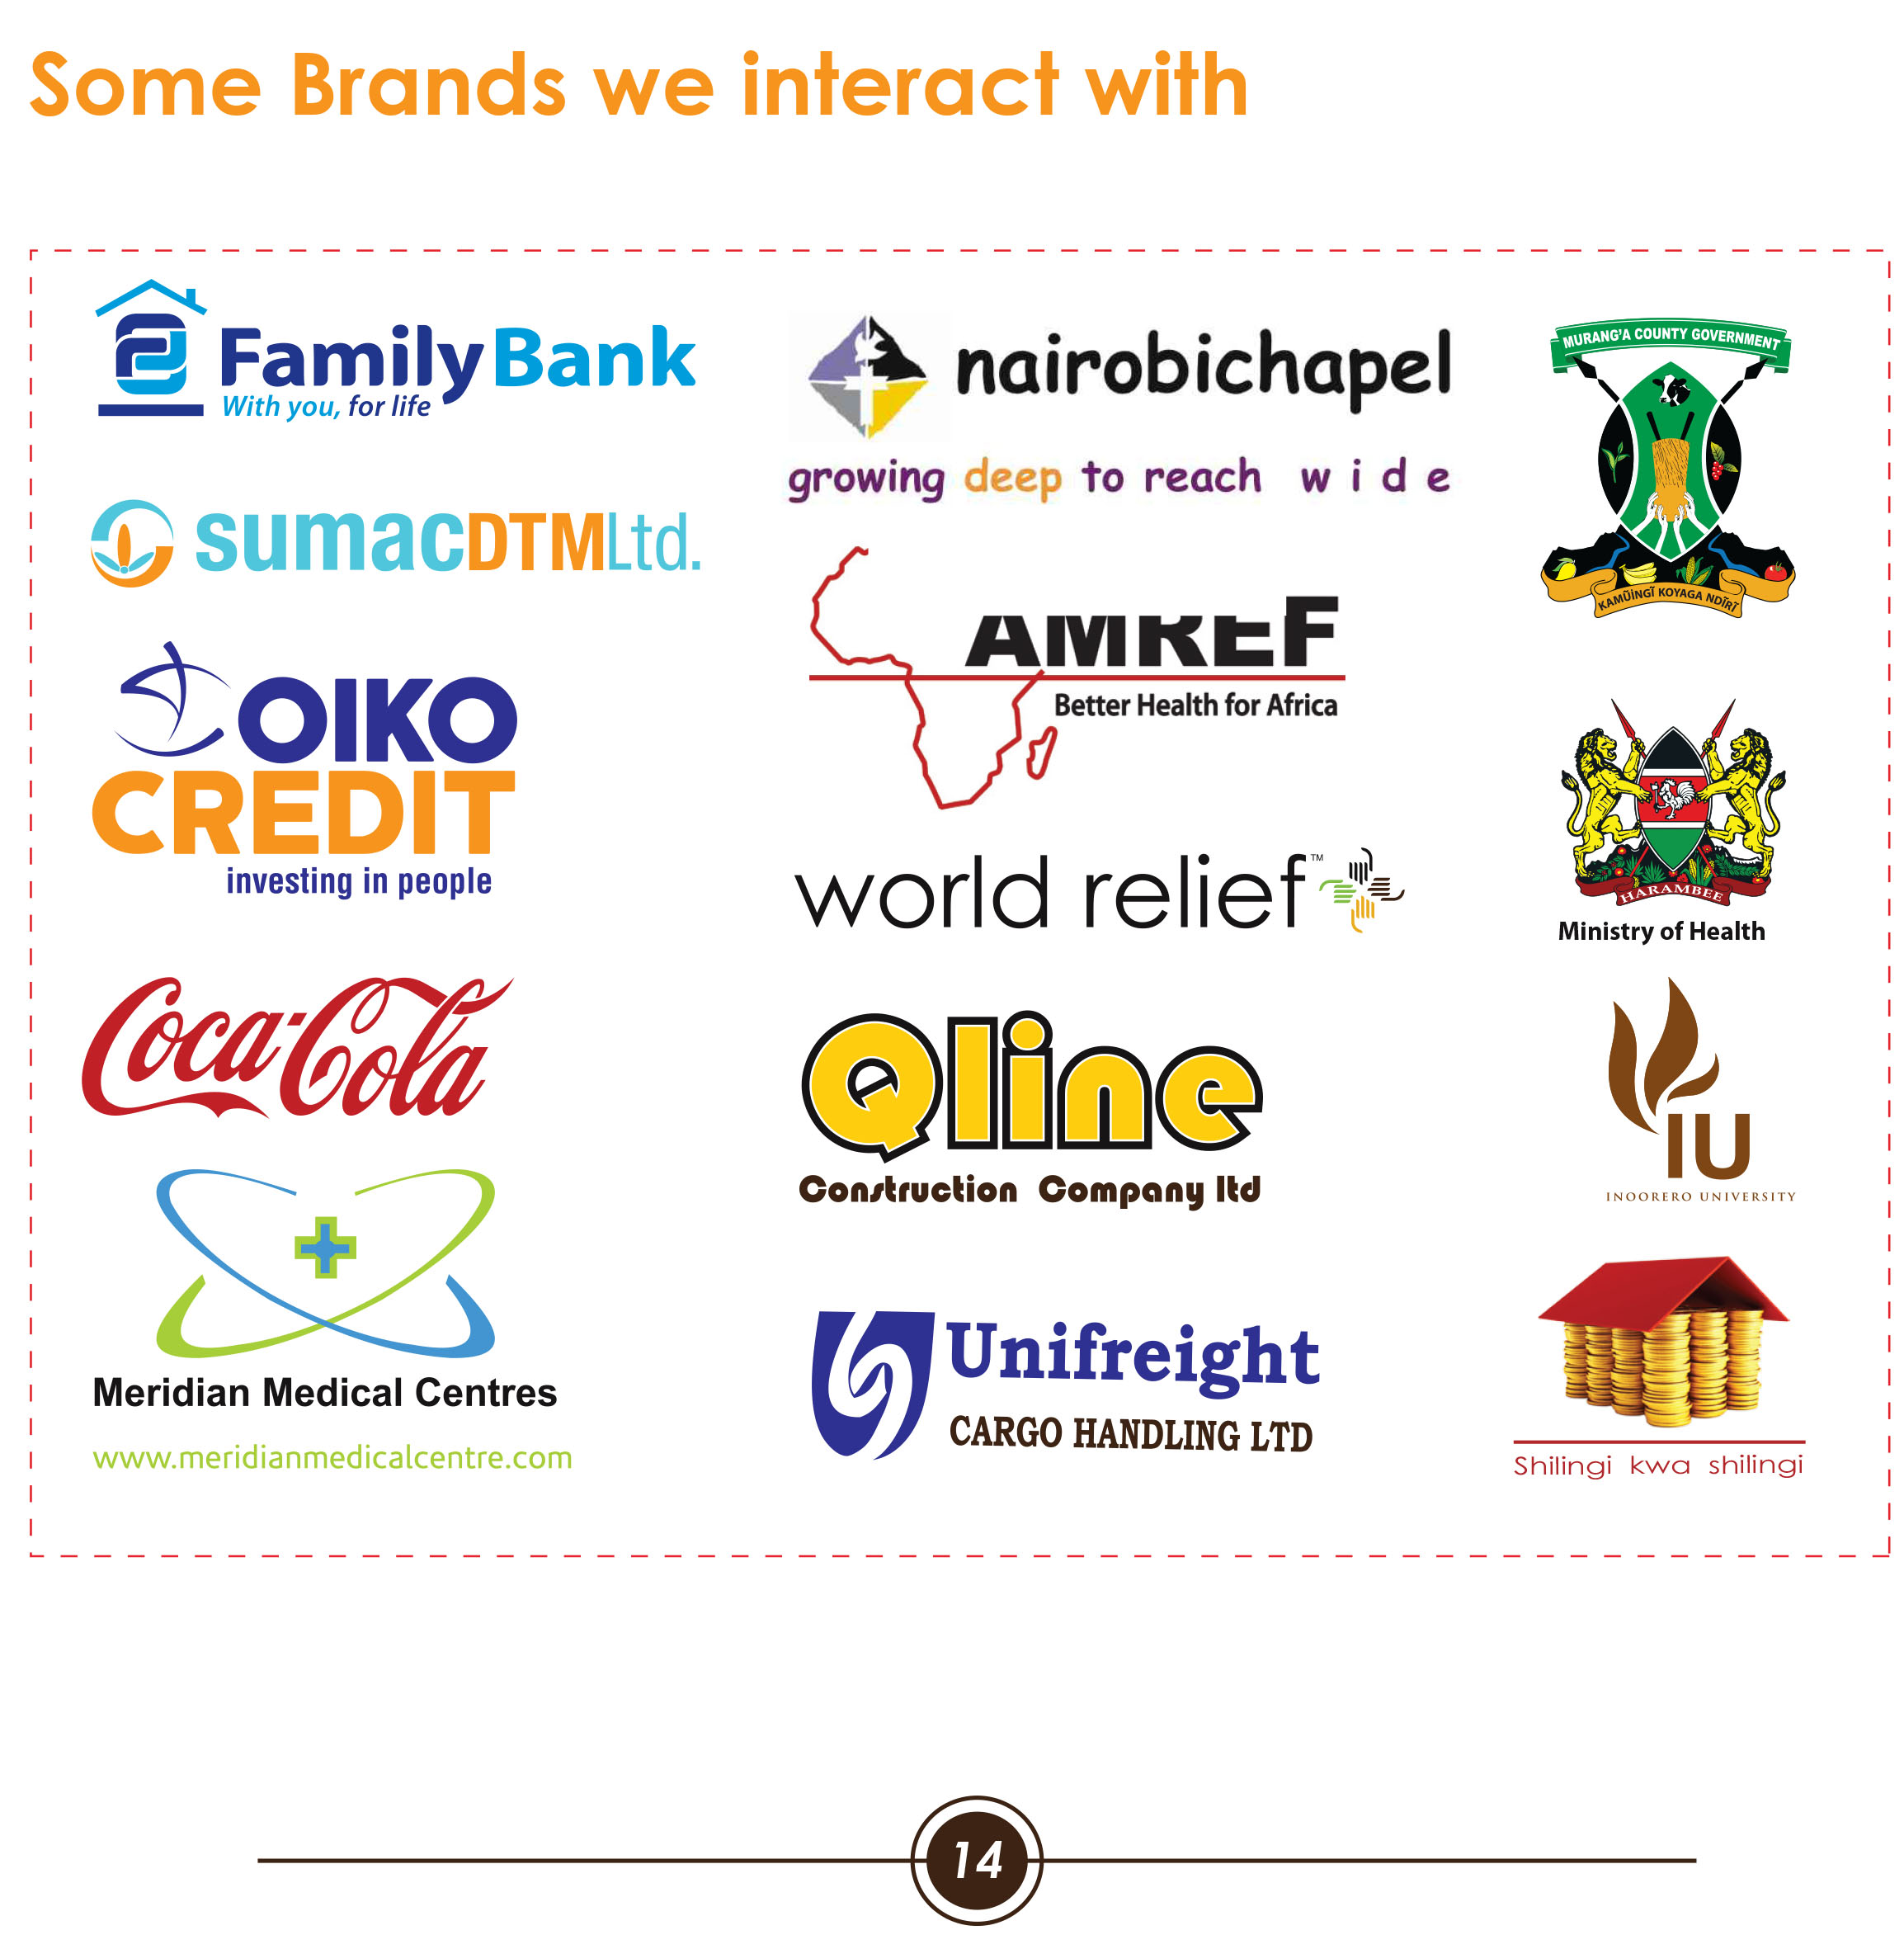 Some Brands we interact with
FamilyBank
With you, for life
sumacDTMLtd.
OIKO
CREDIT
investing in people
Coca-Cola
Meridian Medical Centres
www.meridianmedicalcentre.com
nairobichapel
growing deep to reach w i d e
AMREF
Better Health for Africa
world relief™
Qline
Construction Company ltd
Unifreight
CARGO HANDLING LTD
MURANG'A COUNTY GOVERNMENT
KAMŨINGĨ KOYAGA NDĨRĨ
HARAMBEE
Ministry of Health
IU
INOORERO UNIVERSITY
Shilingi kwa shilingi
14